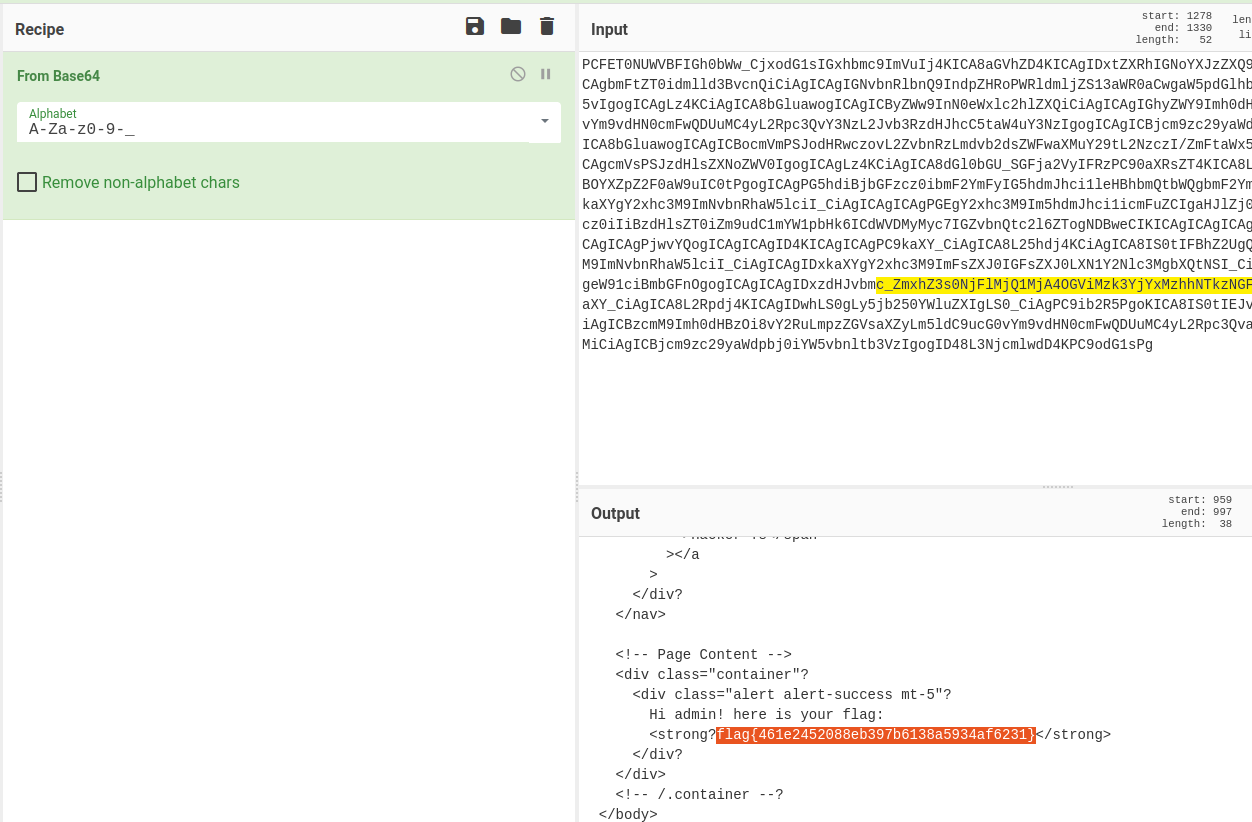 Recipe
From Base64
Alphabet
A-Za-z0-9-_
Remove non-alphabet chars
Input
start: 1278
end: 1330
length: 52
len
li
PCFET0NUWVBFIGh0bWw_CjxodG1sIGxhbmc9ImVuIj4KICA8aGVhZD4KICAgIDxtZXRhIGNoYXJzZXQ9
CAgbmFtZT0idmlld3BvcnQiCiAgICAgIGNvbnRlbnQ9IndpZHRoPWRldmljZS13aWR0aCwgaW5pdGlhb
5vIgogICAgLz4KCiAgICA8bGluawogICAgICByZWw9InN0eWxlc2hlZXQiCiAgICAgIGhyZWY9Imh0dH
vYm9vdHN0cmFwQDUuMC4yL2Rpc3QvY3NzL2Jvb3RzdHJhcC5taW4uY3NzIgogICAgICBjcm9zc29yaWd
ICA8bGluawogICAgICBocmVmPSJodHRwczovL2ZvbnRzLmdvb2dsZWFwaXMuY29tL2NzczI/ZmFtaWx5
CAgcmVsPSJzdHlsZXNoZWV0IgogICAgLz4KCiAgICA8dGl0bGU_SGFja2VyIFRzPC90aXRsZT4KICA8L
BOYXZpZ2F0aW9uIC0tPgogICAgPG5hdiBjbGFzcz0ibmF2YmFyIG5hdmJhci1leHBhbmQtbWQgbmF2Ym
kaXYgY2xhc3M9ImNvbnRhaW5lciI_CiAgICAgICAgPGEgY2xhc3M9Im5hdmJhci1icmFuZCIgaHJlZj0
cz0iIiBzdHlsZT0iZm9udC1mYW1pbHk6ICdWVDMyMyc7IGZvbnQtc2l6ZTogNDBweCIKICAgICAgICAg
CAgICAgPjwvYQogICAgICAgID4KICAgICAgPC9kaXY_CiAgICA8L25hdj4KCiAgICA8IS0tIFBhZ2UgQ
M9ImNvbnRhaW5lciI_CiAgICAgIDxkaXYgY2xhc3M9ImFsZXJ0IGFsZXJ0LXN1Y2Nlc3MgbXQtNSI_Ci
geW91ciBmbGFnOgogICAgICAgIDxzdHJvbmc_ZmxhZ3s0NjFlMjQ1MjA4OGViMzk3YjYxMzhhNTkzNGF
aXY_CiAgICA8L2Rpdj4KICAgIDwhLS0gLy5jb250YWluZXIgLS0_CiAgPC9ib2R5PgoKICA8IS0tIEJv
iAgICBzcmM9Imh0dHBzOi8vY2RuLmpzZGVsaXZyLm5ldC9ucG0vYm9vdHN0cmFwQDUuMC4yL2Rpc3Qva
MiCiAgICBjcm9zc29yaWdpbj0iYW5vbnltb3VzIgogID48L3NjcmlwdD4KPC9odG1sPg
Output
start: 959
end: 997
length: 38
></a
>
</div?
</nav>
<!-- Page Content -->
<div class="container"?
<div class="alert alert-success mt-5"?
Hi admin! here is your flag:
<strong?flag{461e2452088eb397b6138a5934af6231}</strong>
</div?
</div>
<!-- /.container --?
</body>